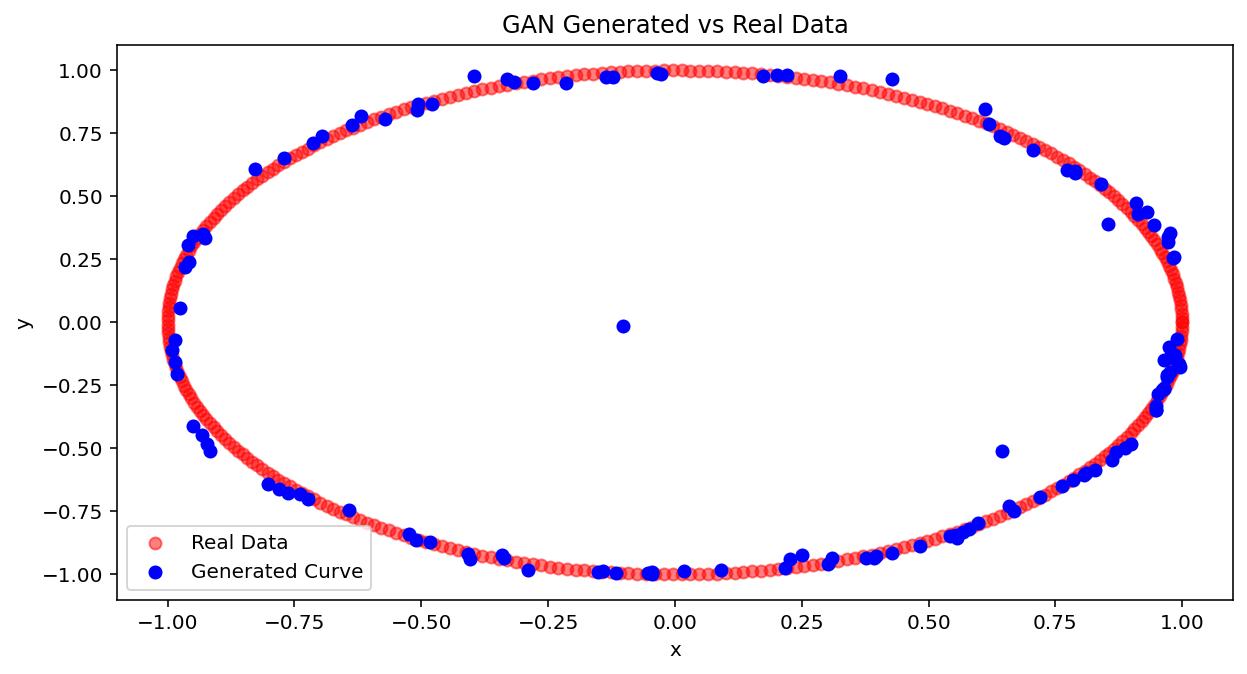 GAN Generated vs Real Data
1.00
0.75
0.50
0.25
0.00
−0.25
−0.50
−0.75
−1.00
y
Real Data
Generated Curve
−1.00 −0.75 −0.50 −0.25 0.00 0.25 0.50 0.75 1.00
x